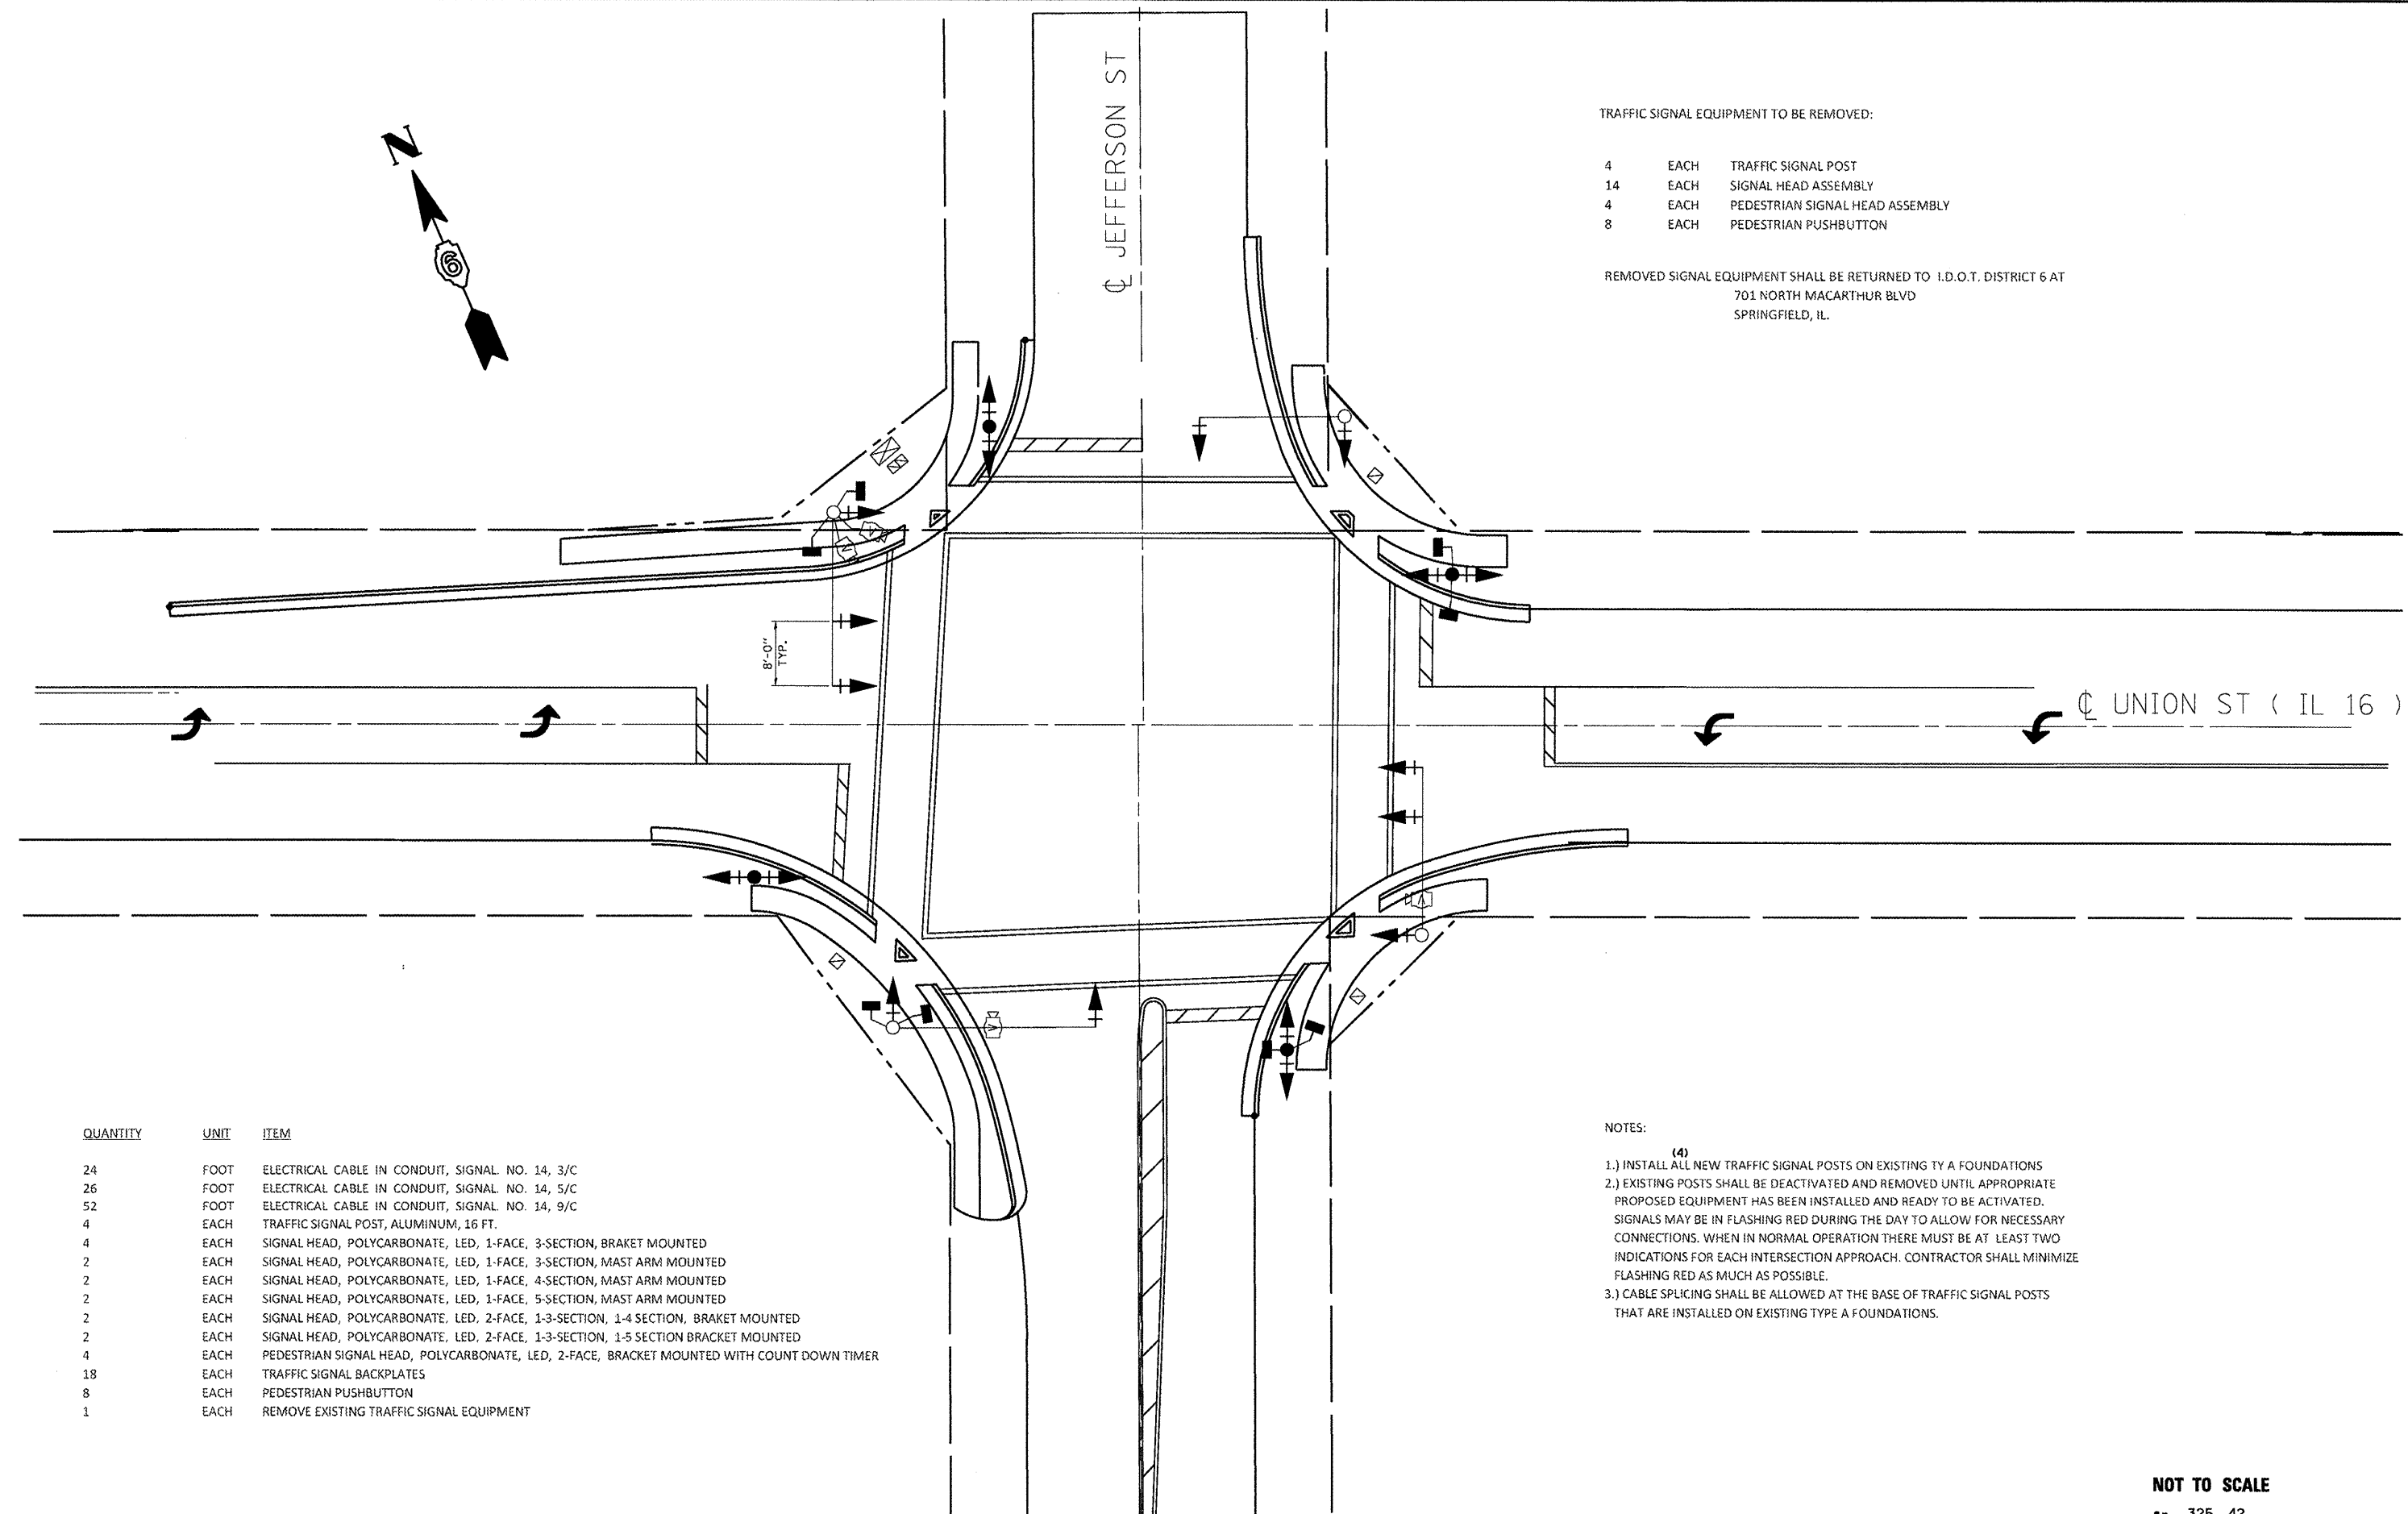 ℄ JEFFERSON ST
N
6
TRAFFIC SIGNAL EQUIPMENT TO BE REMOVED:
4 EACH TRAFFIC SIGNAL POST
14 EACH SIGNAL HEAD ASSEMBLY
4 EACH PEDESTRIAN SIGNAL HEAD ASSEMBLY
8 EACH PEDESTRIAN PUSHBUTTON
REMOVED SIGNAL EQUIPMENT SHALL BE RETURNED TO I.D.O.T. DISTRICT 6 AT
701 NORTH MACARTHUR BLVD
SPRINGFIELD, IL.
8'-0"
TYP.
℄ UNION ST ( IL 16 )
QUANTITY UNIT ITEM
24 FOOT ELECTRICAL CABLE IN CONDUIT, SIGNAL. NO. 14, 3/C
26 FOOT ELECTRICAL CABLE IN CONDUIT, SIGNAL. NO. 14, 5/C
52 FOOT ELECTRICAL CABLE IN CONDUIT, SIGNAL. NO. 14, 9/C
4 EACH TRAFFIC SIGNAL POST, ALUMINUM, 16 FT.
4 EACH SIGNAL HEAD, POLYCARBONATE, LED, 1-FACE, 3-SECTION, BRAKET MOUNTED
2 EACH SIGNAL HEAD, POLYCARBONATE, LED, 1-FACE, 3-SECTION, MAST ARM MOUNTED
2 EACH SIGNAL HEAD, POLYCARBONATE, LED, 1-FACE, 4-SECTION, MAST ARM MOUNTED
2 EACH SIGNAL HEAD, POLYCARBONATE, LED, 1-FACE, 5-SECTION, MAST ARM MOUNTED
2 EACH SIGNAL HEAD, POLYCARBONATE, LED, 2-FACE, 1-3-SECTION, 1-4 SECTION, BRAKET MOUNTED
2 EACH SIGNAL HEAD, POLYCARBONATE, LED, 2-FACE, 1-3-SECTION, 1-5 SECTION BRACKET MOUNTED
4 EACH PEDESTRIAN SIGNAL HEAD, POLYCARBONATE, LED, 2-FACE, BRACKET MOUNTED WITH COUNT DOWN TIMER
18 EACH TRAFFIC SIGNAL BACKPLATES
8 EACH PEDESTRIAN PUSHBUTTON
1 EACH REMOVE EXISTING TRAFFIC SIGNAL EQUIPMENT
NOTES:
(4)
1.) INSTALL ALL NEW TRAFFIC SIGNAL POSTS ON EXISTING TY A FOUNDATIONS
2.) EXISTING POSTS SHALL BE DEACTIVATED AND REMOVED UNTIL APPROPRIATE
PROPOSED EQUIPMENT HAS BEEN INSTALLED AND READY TO BE ACTIVATED.
SIGNALS MAY BE IN FLASHING RED DURING THE DAY TO ALLOW FOR NECESSARY
CONNECTIONS. WHEN IN NORMAL OPERATION THERE MUST BE AT LEAST TWO
INDICATIONS FOR EACH INTERSECTION APPROACH. CONTRACTOR SHALL MINIMIZE
FLASHING RED AS MUCH AS POSSIBLE.
3.) CABLE SPLICING SHALL BE ALLOWED AT THE BASE OF TRAFFIC SIGNAL POSTS
THAT ARE INSTALLED ON EXISTING TYPE A FOUNDATIONS.
NOT TO SCALE